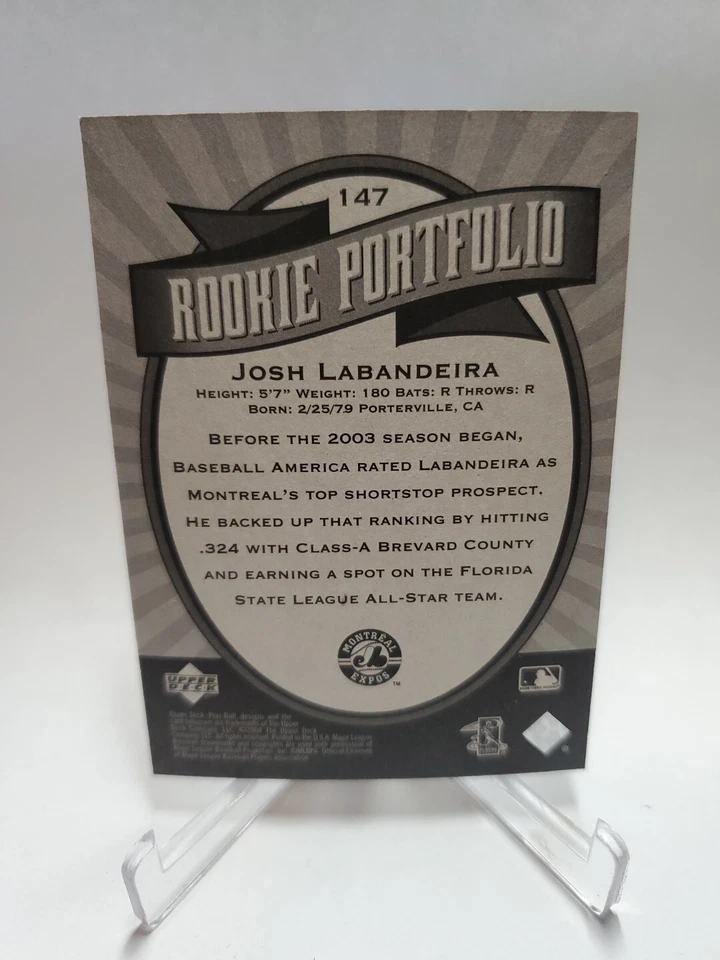 147
ROOKIE PORTFOLIO
JOSH LABANDEIRA
HEIGHT: 5'7" WEIGHT: 180 BATS: R THROWS: R
BORN: 2/25/79 PORTERVILLE, CA
BEFORE THE 2003 SEASON BEGAN,
BASEBALL AMERICA RATED LABANDEIRA AS
MONTREAL'S TOP SHORTSTOP PROSPECT.
HE BACKED UP THAT RANKING BY HITTING
.324 WITH CLASS-A BREVARD COUNTY
AND EARNING A SPOT ON THE FLORIDA
STATE LEAGUE ALL-STAR TEAM.
MONTREAL
EXPOS
TM
UPPER
DECK